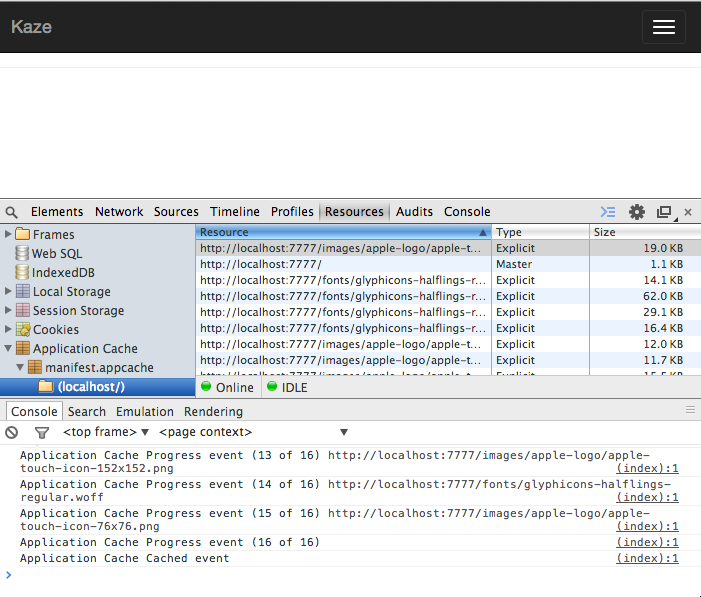 Kaze
Elements Network Sources Timeline Profiles Resources Audits Console
Frames
Web SQL
IndexedDB
Local Storage
Session Storage
Cookies
Application Cache
manifest.appcache
(localhost/)
Resource Type Size
http://localhost:7777/images/apple-logo/apple-t... Explicit 19.0 KB
http://localhost:7777/ Master 1.1 KB
http://localhost:7777/fonts/glyphicons-halflings-r... Explicit 14.1 KB
http://localhost:7777/fonts/glyphicons-halflings-r... Explicit 62.0 KB
http://localhost:7777/fonts/glyphicons-halflings-r... Explicit 29.1 KB
http://localhost:7777/fonts/glyphicons-halflings-r... Explicit 16.4 KB
http://localhost:7777/images/apple-logo/apple-t... Explicit 12.0 KB
http://localhost:7777/images/apple-logo/apple-t... Explicit 11.7 KB
Online IDLE
Console Search Emulation Rendering
<top frame> <page context>
Application Cache Progress event (13 of 16) http://localhost:7777/images/apple-logo/apple-
touch-icon-152x152.png (index):1
Application Cache Progress event (14 of 16) http://localhost:7777/fonts/glyphicons-halflings-
regular.woff (index):1
Application Cache Progress event (15 of 16) http://localhost:7777/images/apple-logo/apple-
touch-icon-76x76.png (index):1
Application Cache Progress event (16 of 16) (index):1
Application Cache Cached event (index):1